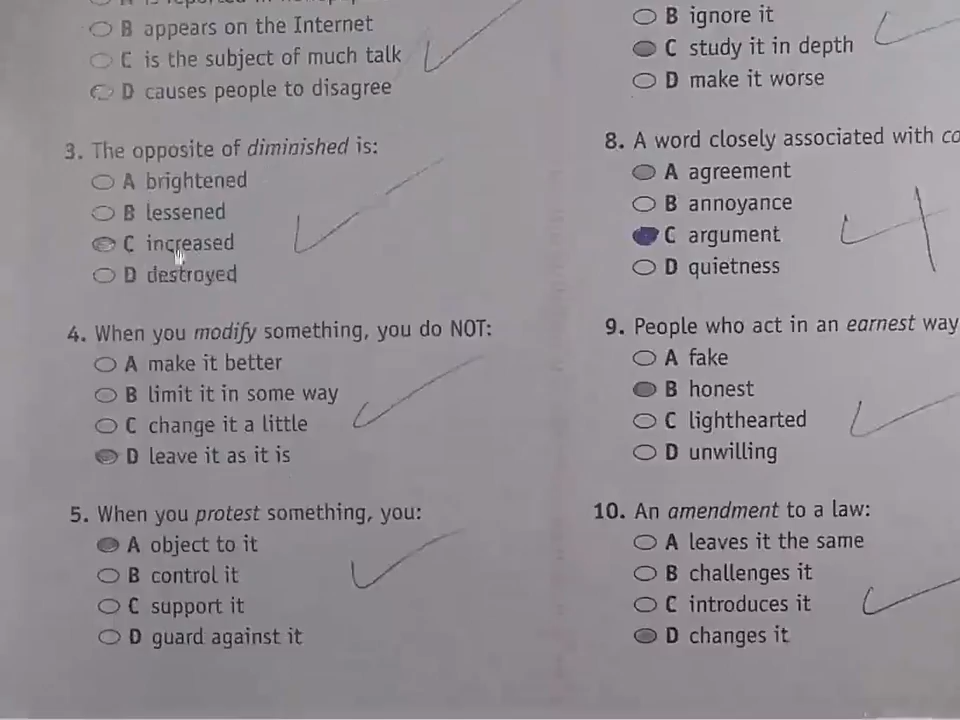 B appears on the Internet
C is the subject of much talk
D causes people to disagree
3. The opposite of diminished is:
A brightened
B lessened
C increased
D destroyed
4. When you modify something, you do NOT:
A make it better
B limit it in some way
C change it a little
D leave it as it is
5. When you protest something, you:
A object to it
B control it
C support it
D guard against it
B ignore it
C study it in depth
D make it worse
8. A word closely associated with
A agreement
B annoyance
C argument
D quietness
9. People who act in an earnest way
A fake
B honest
C lighthearted
D unwilling
10. An amendment to a law:
A leaves it the same
B challenges it
C introduces it
D changes it